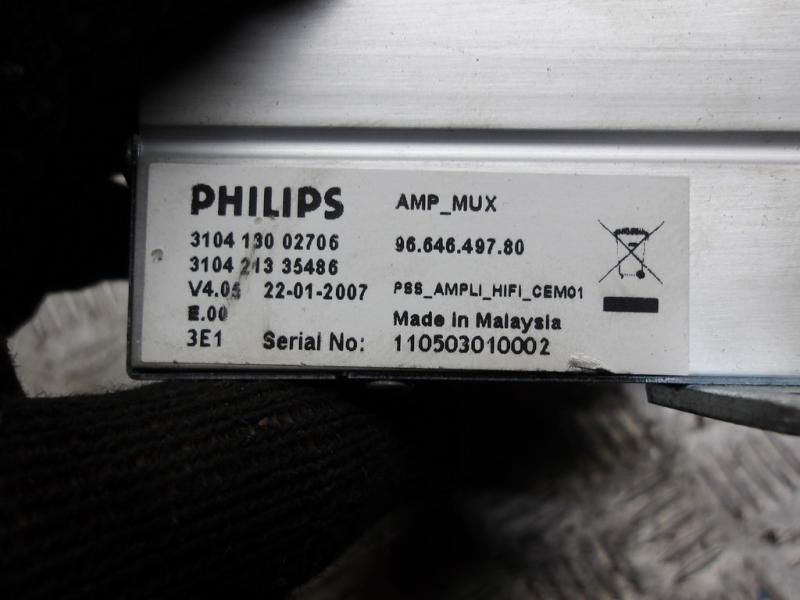 PHILIPS AMP_MUX
3104 130 02706 96.646.497.80
3104 213 35486
V4.05 22-01-2007 PSS_AMPLI_HIFI_CEM01
E.00 Made in Malaysia
3E1 Serial No: 110503010002